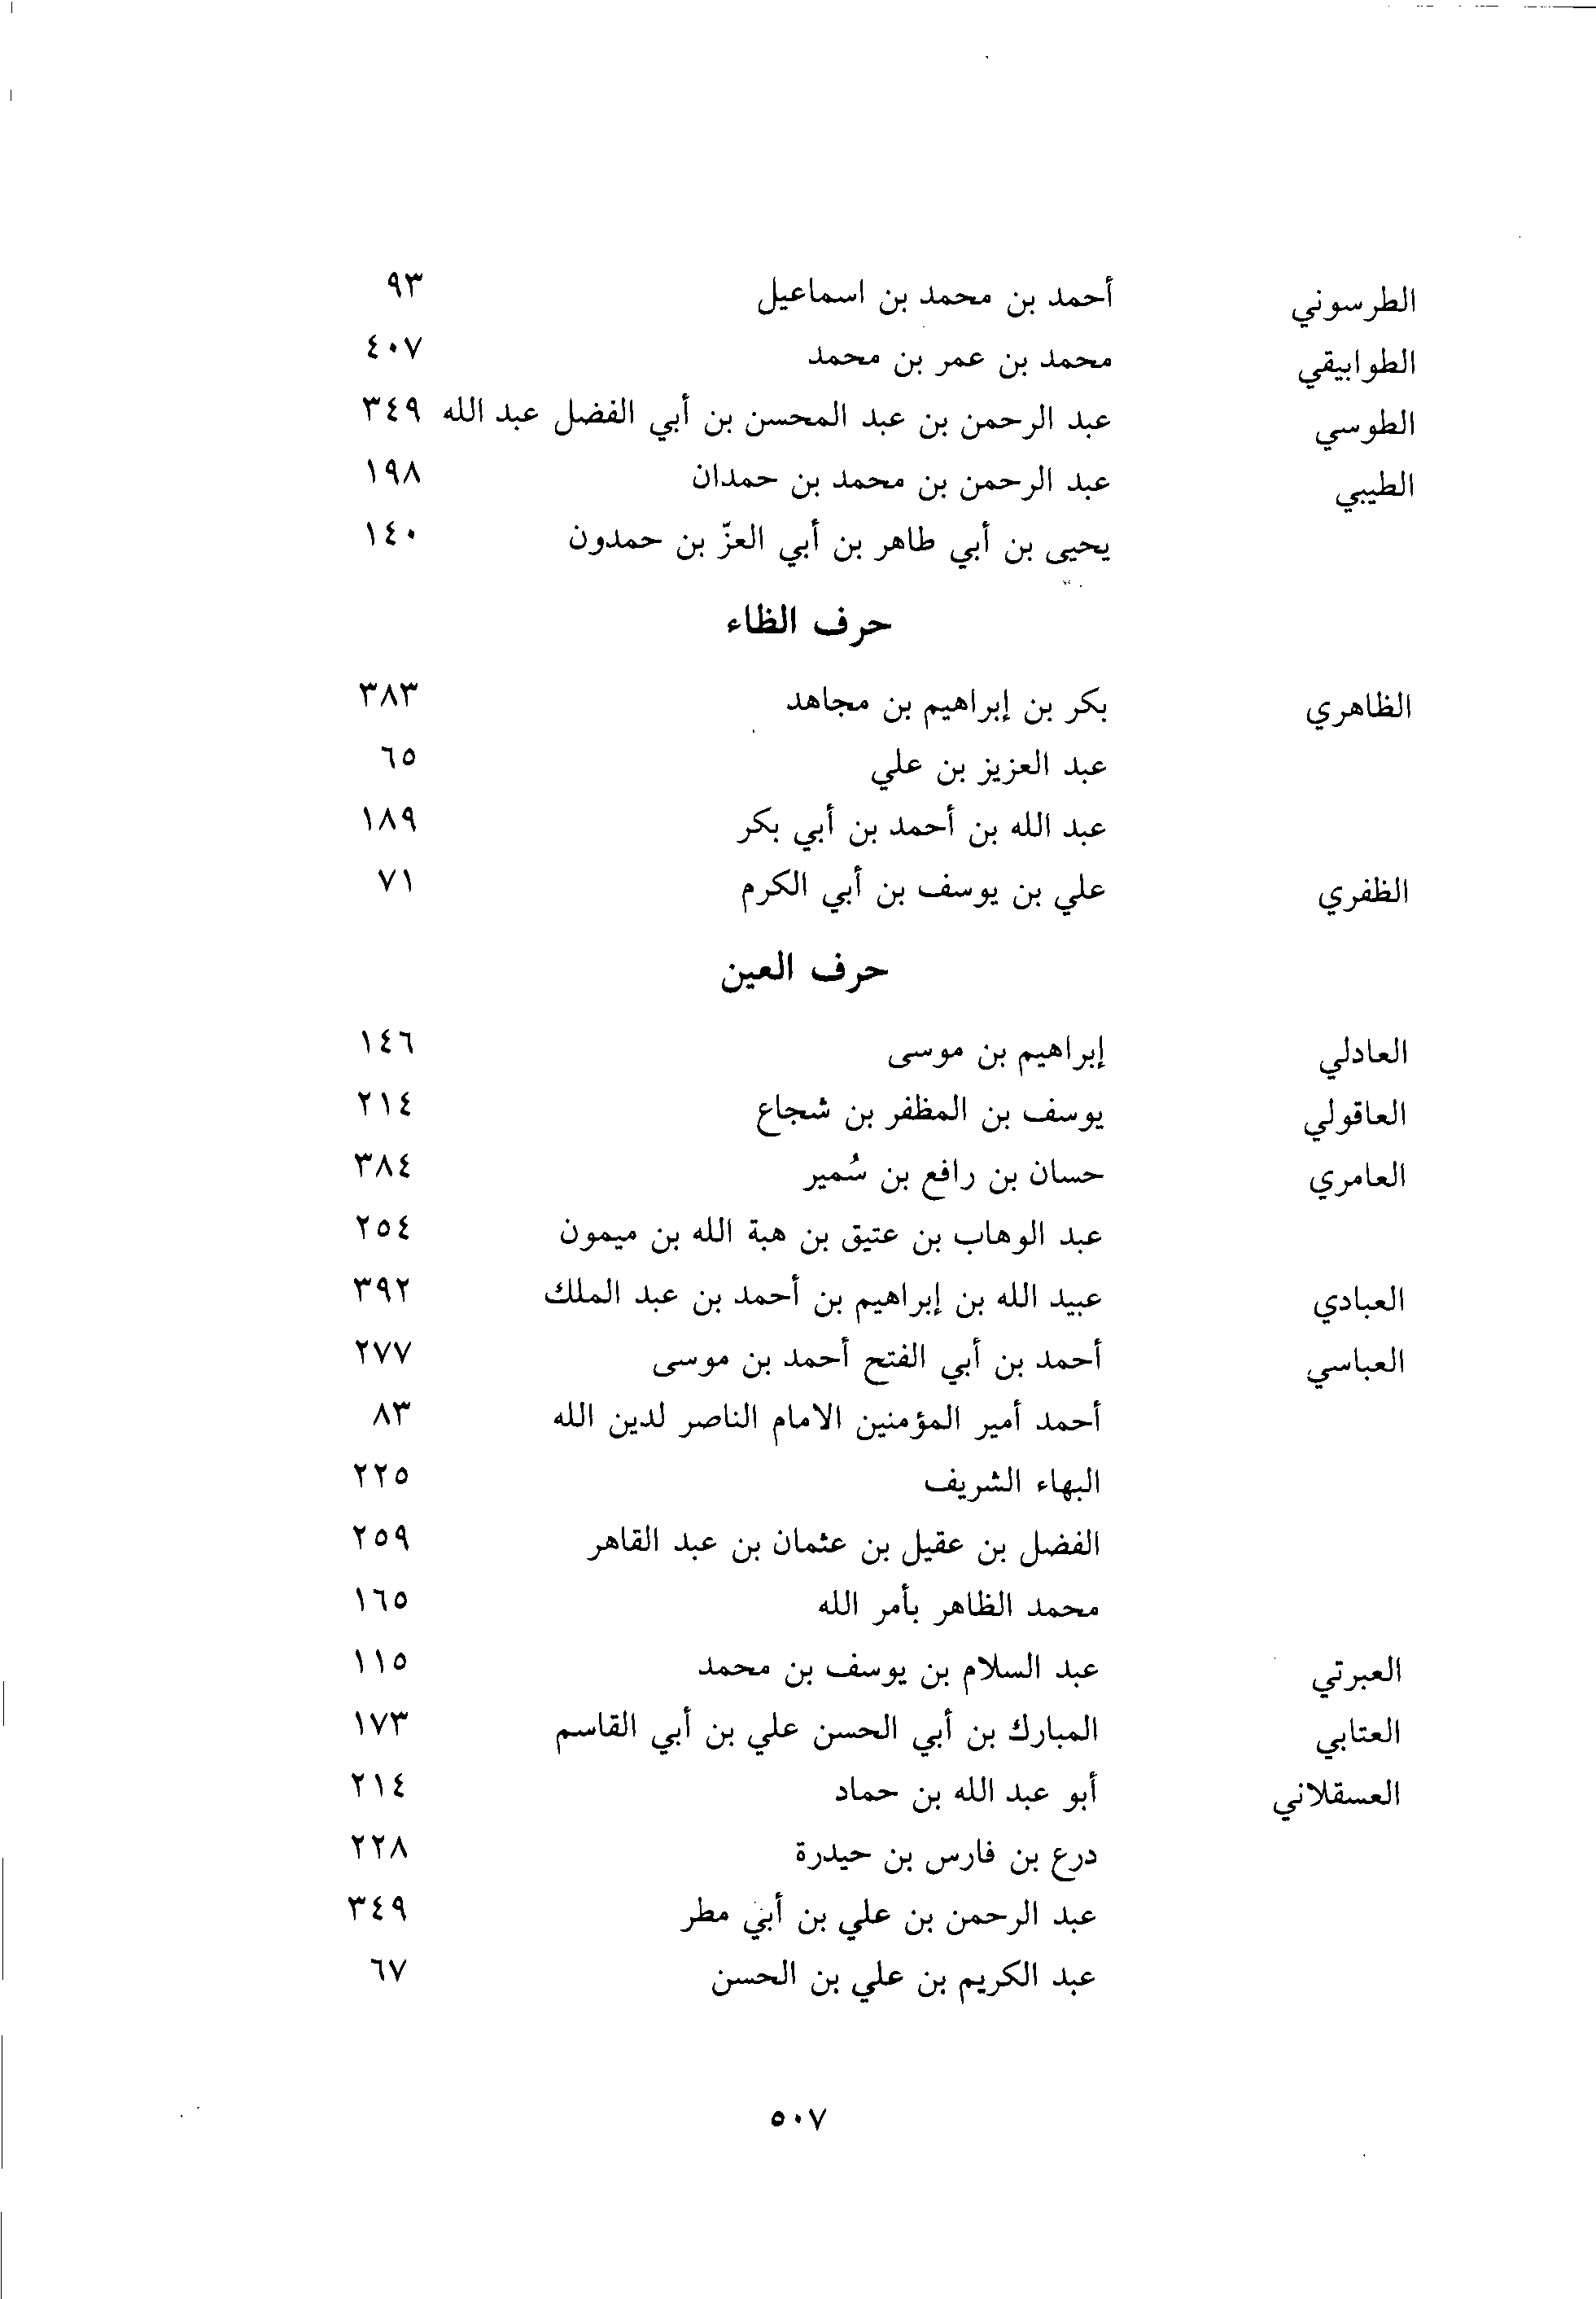 الطرسوني أحمد بن محمد بن اسماعيل ٩٣
الطوابيقي محمد بن عمر بن محمد ٤٠٧
الطوسي عبد الرحمن بن عبد المحسن بن أبي الفضل عبد الله ٣٤٩
الطيبي عبد الرحمن بن محمد بن حمدان ١٩٨
يحيى بن أبي طاهر بن أبي العزّ بن حمدون ١٤٠
حرف الظاء
الظاهري بكر بن إبراهيم بن مجاهد ٣٨٣
عبد العزيز بن علي ٦٥
عبد الله بن أحمد بن أبي بكر ١٨٩
الظفري علي بن يوسف بن أبي الكرم ٧١
حرف العين
العادلي إبراهيم بن موسى ١٤٦
العاقولي يوسف بن المظفر بن شجاع ٢١٤
العامري حسان بن رافع بن سُمير ٣٨٤
عبد الوهاب بن عتيق بن هبة الله بن ميمون ٢٥٤
العبادي عبيد الله بن إبراهيم بن أحمد بن عبد الملك ٣٩٢
العباسي أحمد بن أبي الفتح أحمد بن موسى ٢٧٧
أحمد أمير المؤمنين الامام الناصر لدين الله ٨٣
البهاء الشريف ٢٢٥
الفضل بن عقيل بن عثمان بن عبد القاهر ٢٥٩
محمد الظاهر بأمر الله ١٦٥
العبرتي عبد السلام بن يوسف بن محمد ١١٥
العتابي المبارك بن أبي الحسن علي بن أبي القاسم ١٧٣
العسقلاني أبو عبد الله بن حماد ٢١٤
درع بن فارس بن حيدرة ٢٢٨
عبد الرحمن بن علي بن أبي مطر ٣٤٩
عبد الكريم بن علي بن الحسن ٦٧
٥٠٧